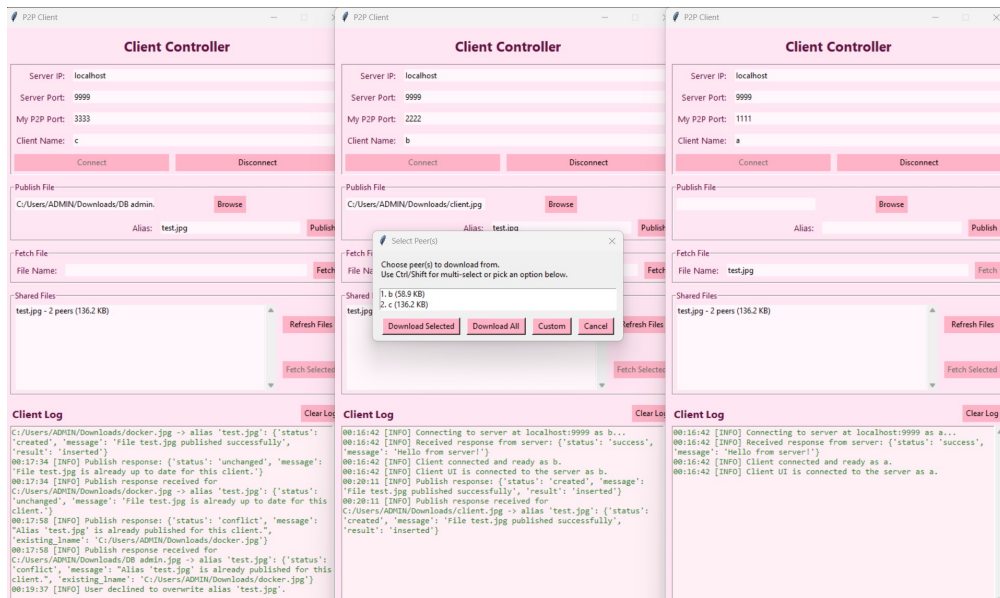 P2P Client
Client Controller
Server IP: localhost
Server Port: 9999
My P2P Port: 3333
Client Name: c
Connect Disconnect
Publish File
C:/Users/ADMIN/Downloads/DB admin. Browse
Alias: test.jpg Publish
Fetch File
File Name: Fetch
Shared Files
test.jpg - 2 peers (136.2 KB)
Refresh Files
Fetch Selected
Client Log Clear Log
C:/Users/ADMIN/Downloads/docker.jpg -> alias 'test.jpg': {'status':
'created', 'message': 'File test.jpg published successfully',
'result': 'inserted'}
00:17:34 [INFO] Publish response: {'status': 'unchanged', 'message':
'File test.jpg is already up to date for this client.'}
00:17:34 [INFO] Publish response received for
C:/Users/ADMIN/Downloads/docker.jpg -> alias 'test.jpg': {'status':
'unchanged', 'message': 'File test.jpg is already up to date for this
client.'}
00:17:58 [INFO] Publish response: {'status': 'conflict', 'message':
"Alias 'test.jpg' is already published for this client.",
'existing_lname': 'C:/Users/ADMIN/Downloads/docker.jpg'}
00:17:58 [INFO] Publish response received for
C:/Users/ADMIN/Downloads/DB admin.jpg -> alias 'test.jpg': {'status':
'conflict', 'message': "Alias 'test.jpg' is already published for this
client.", 'existing_lname': 'C:/Users/ADMIN/Downloads/docker.jpg'}
00:19:37 [INFO] User declined to overwrite alias 'test.jpg'.
P2P Client
Client Controller
Server IP: localhost
Server Port: 9999
My P2P Port: 2222
Client Name: b
Connect Disconnect
Publish File
C:/Users/ADMIN/Downloads/client.jpg Browse
Alias: test.jpg Publish
Fetch Fi
File Na Fetch
Shared
test.jpg
Refresh Files
Fetch Selected
Select Peer(s)
Choose peer(s) to download from.
Use Ctrl/Shift for multi-select or pick an option below.
1. b (58.9 KB)
2. c (136.2 KB)
Download Selected Download All Custom Cancel
Client Log Clear Log
00:16:42 [INFO] Connecting to server at localhost:9999 as b...
00:16:42 [INFO] Received response from server: {'status': 'success',
'message': 'Hello from server!'}
00:16:42 [INFO] Client connected and ready as b.
00:16:42 [INFO] Client UI is connected to the server as b.
00:20:11 [INFO] Publish response: {'status': 'created', 'message':
'File test.jpg published successfully', 'result': 'inserted'}
00:20:11 [INFO] Publish response received for
C:/Users/ADMIN/Downloads/client.jpg -> alias 'test.jpg': {'status':
'created', 'message': 'File test.jpg published successfully',
'result': 'inserted'}
P2P Client
Client Controller
Server IP: localhost
Server Port: 9999
My P2P Port: 1111
Client Name: a
Connect Disconnect
Publish File
Browse
Alias: Publish
Fetch File
File Name: test.jpg Fetch
Shared Files
test.jpg - 2 peers (136.2 KB)
Refresh Files
Fetch Selected
Client Log Clear Log
00:16:42 [INFO] Connecting to server at localhost:9999 as a...
00:16:42 [INFO] Received response from server: {'status': 'success',
'message': 'Hello from server!'}
00:16:42 [INFO] Client connected and ready as a.
00:16:42 [INFO] Client UI is connected to the server as a.